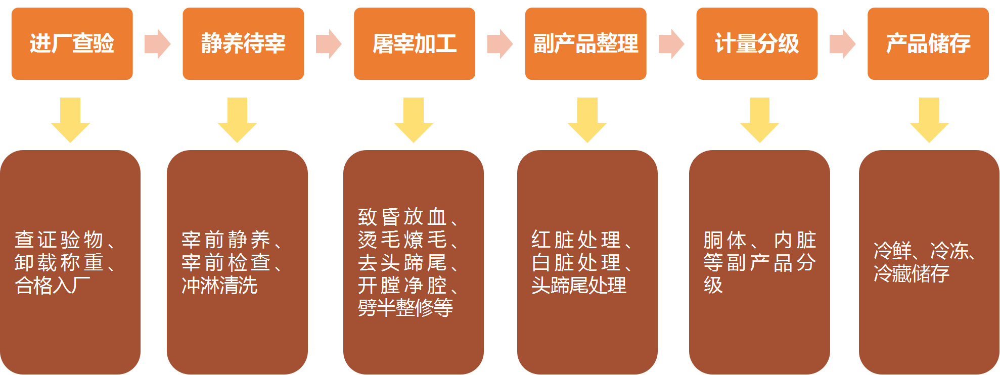 进厂查验
静养待宰
屠宰加工
副产品整理
计量分级
产品储存
查证验物、
卸载称重、
合格入厂
宰前静养、
宰前检查、
冲淋清洗
致昏放血、
烫毛燎毛、
去头蹄尾、
开膛净腔、
劈半整修等
红脏处理、
白脏处理、
头蹄尾处理
胴体、内脏
等副产品分
级
冷鲜、冷冻、
冷藏储存